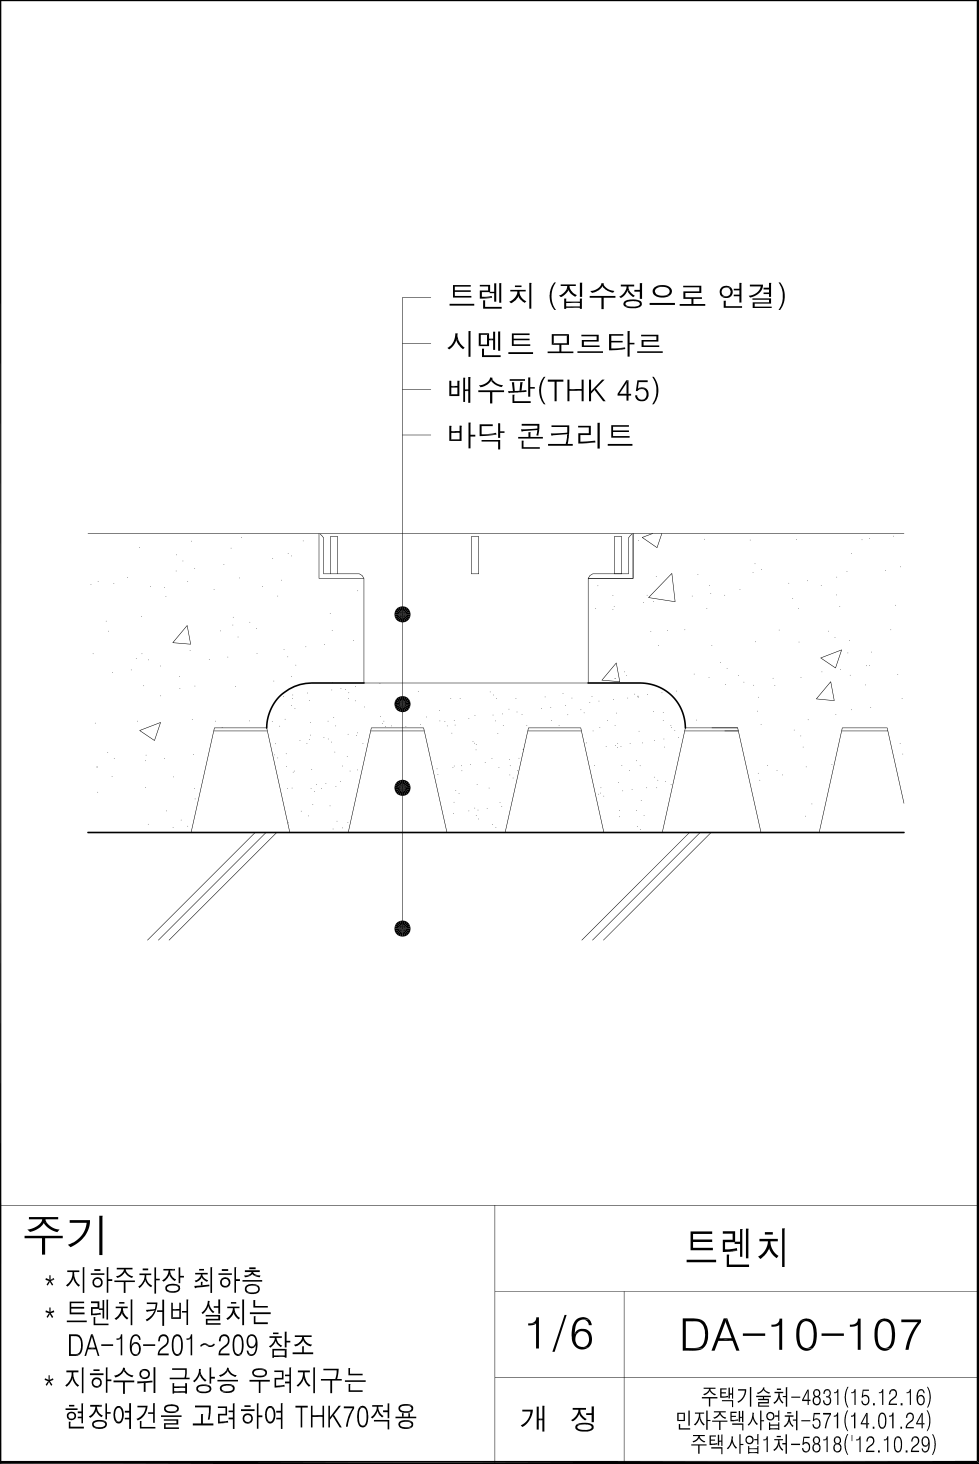 트렌치 (집수정으로 연결)
시멘트 모르타르
배수판(THK 45)
바닥 콘크리트
주기
* 지하주차장 최하층
* 트렌치 커버 설치는
DA-16-201~209 참조
* 지하수위 급상승 우려지구는
현장여건을 고려하여 THK70적용
트렌치
1/6
DA-10-107
개 정
주택기술처-4831(15.12.16)
민자주택사업처-571(14.01.24)
주택사업1처-5818('12.10.29)